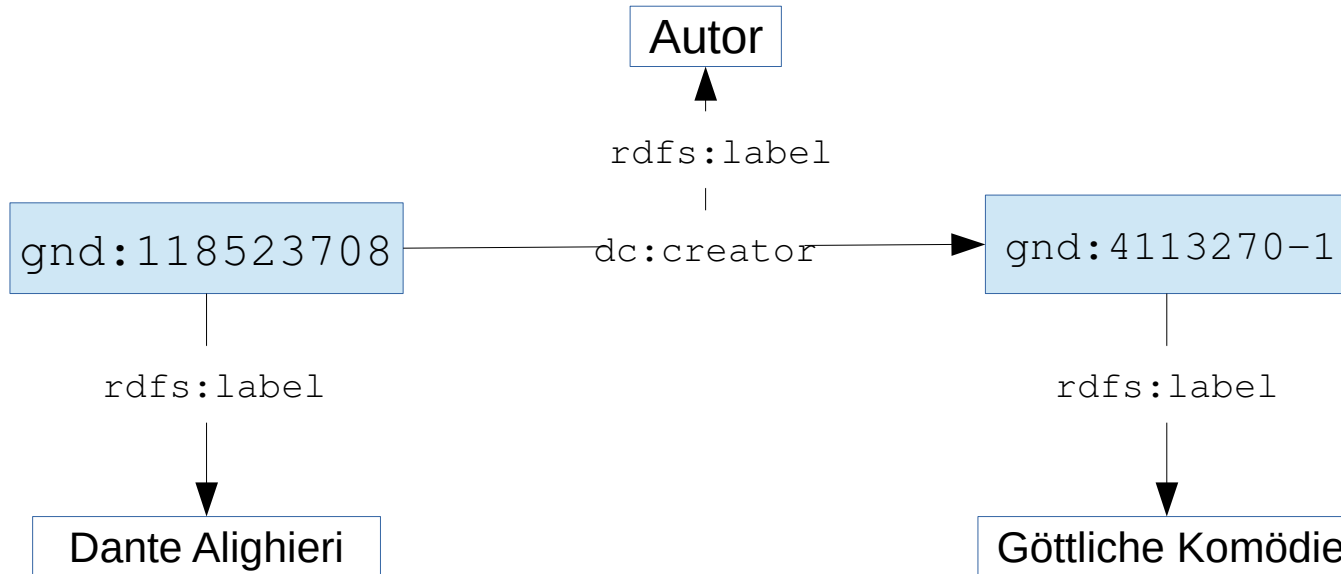 Autor
rdfs:label
gnd:118523708
dc:creator
gnd:4113270-1
rdfs:label
rdfs:label
Dante Alighieri
Göttliche Komödie